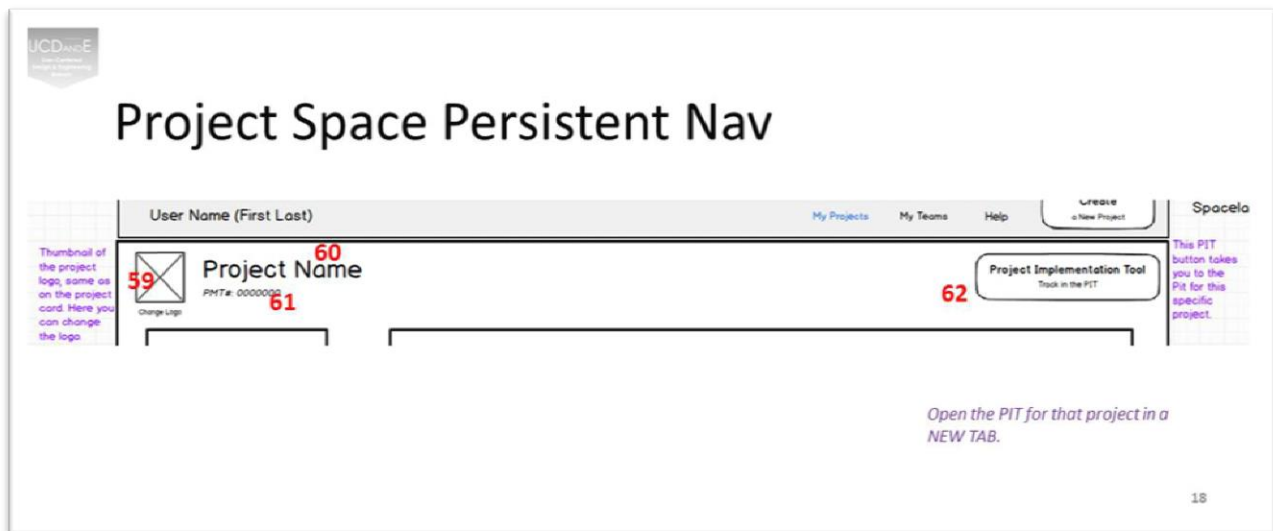 UCDANDE
Project Space Persistent Nav
User Name (First Last)
My Projects
My Teams
Help
Create
a New Project
Spacela
Thumbnail of
the project
logo, same as
on the project
card. Here you
can change
the logo
59
Change Logo
60
Project Name
PMT#: 0000000
61
62
Project Implementation Tool
Track in the PIT
This PIT
button takes
you to the
Pit for this
specific
project.
Open the PIT for that project in a
NEW TAB.
18